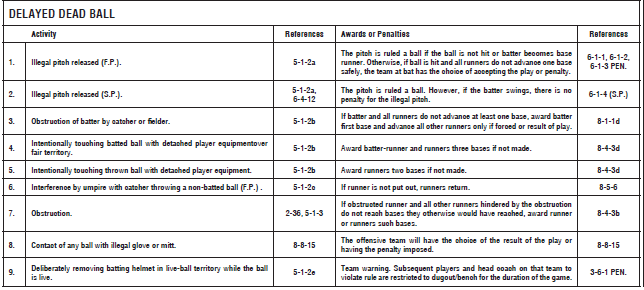 DELAYED DEAD BALL
Activity References Awards or Penalties References
1. Illegal pitch released (F.P.). 5-1-2a The pitch is ruled a ball if the ball is not hit or batter becomes base
runner. Otherwise, if ball is hit and all runners do not advance one base
safely, the team at bat has the choice of accepting the play or penalty. 6-1-1, 6-1-2,
6-1-3 PEN.
2. Illegal pitch released (S.P.). 5-1-2a,
6-4-12 The pitch is ruled a ball. However, if the batter swings, there is no
penalty for the illegal pitch. 6-1-4 (S.P.)
3. Obstruction of batter by catcher or fielder. 5-1-2b If batter and all runners do not advance at least one base, award batter
first base and advance all other runners only if forced or result of play. 8-1-1d
4. Intentionally touching batted ball with detached player equipmentover
fair territory. 5-1-2b Award batter-runner and runners three bases if not made. 8-4-3d
5. Intentionally touching thrown ball with detached player equipment. 5-1-2b Award runners two bases if not made. 8-4-3d
6. Interference by umpire with catcher throwing a non-batted ball (F.P.) . 5-1-2c If runner is not put out, runners return. 8-5-6
7. Obstruction. 2-36, 5-1-3 If obstructed runner and all other runners hindered by the obstruction
do not reach bases they otherwise would have reached, award runner
or runners such bases. 8-4-3b
8. Contact of any ball with illegal glove or mitt. 8-8-15 The offensive team will have the choice of the result of the play or
having the penalty imposed. 8-8-15
9. Deliberately removing batting helmet in live-ball territory while the ball
is live. 5-1-2e Team warning. Subsequent players and head coach on that team to
violate rule are restricted to dugout/bench for the duration of the game. 3-6-1 PEN.